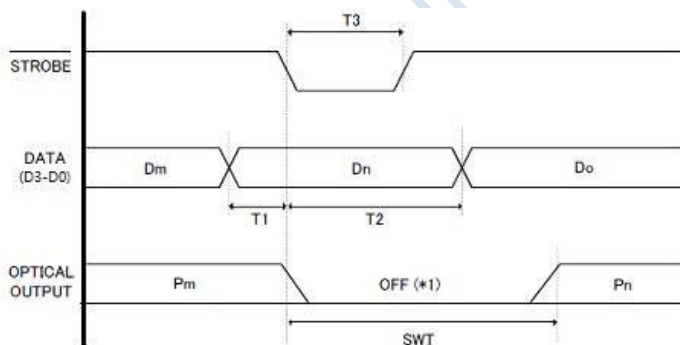 T3
STROBE
DATA
(D3-D0)
Dm
Dn
Do
T1
T2
OPTICAL
OUTPUT
Pm
OFF (*1)
Pn
SWT